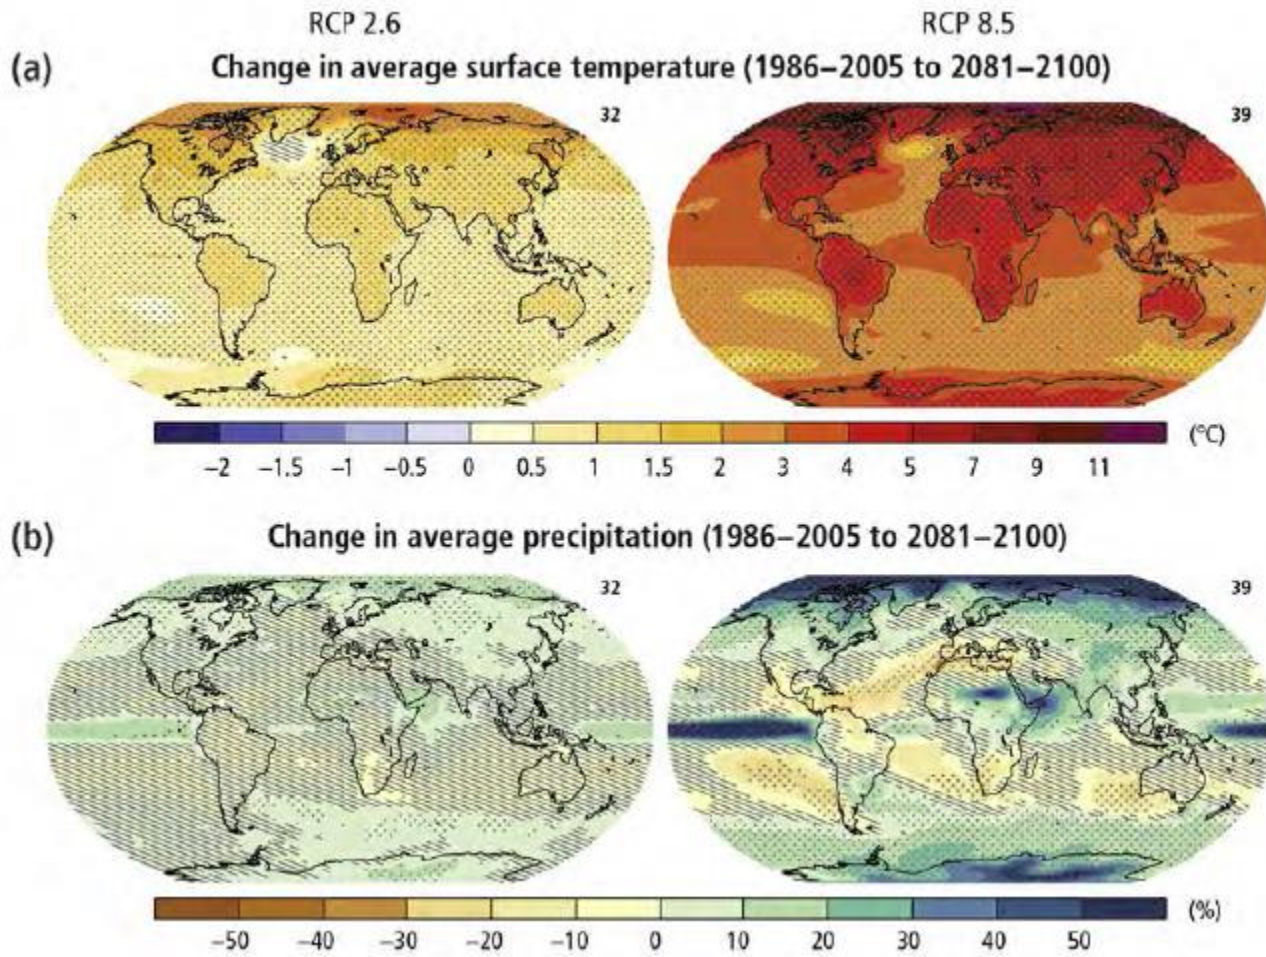 RCP 2.6 RCP 8.5
(a) Change in average surface temperature (1986–2005 to 2081–2100)
32 39
−2 −1.5 −1 −0.5 0 0.5 1 1.5 2 3 4 5 7 9 11 (°C)
(b) Change in average precipitation (1986–2005 to 2081–2100)
32 39
−50 −40 −30 −20 −10 0 10 20 30 40 50 (%)